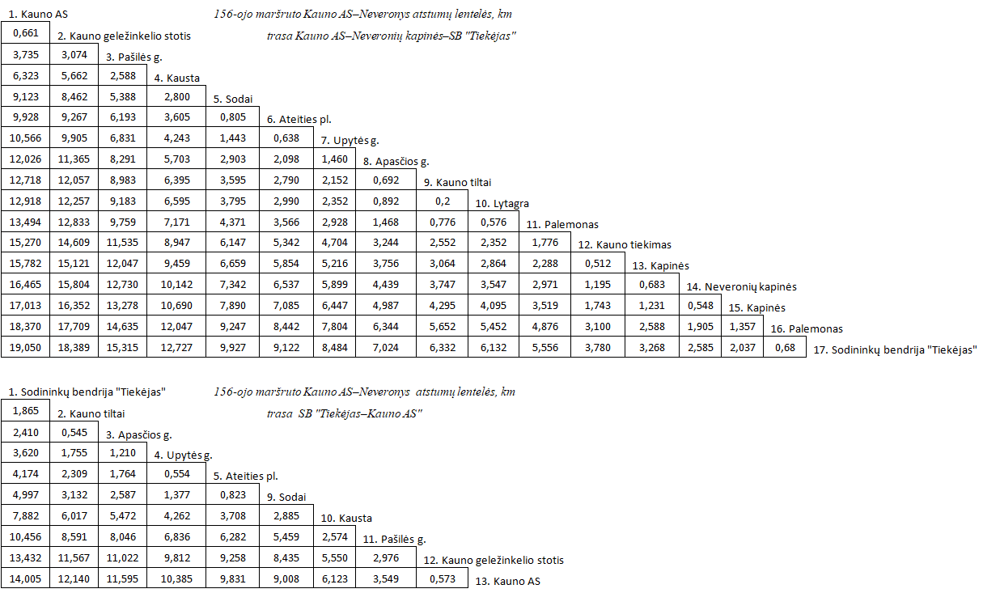 1. Kauno AS 156-ojo maršruto Kauno AS–Neveronys atstumų lentelės, km
0,661 2. Kauno geležinkelio stotis trasa Kauno AS–Neveronių kapinės–SB "Tiekėjas"
3,735 3,074 3. Pašilės g.
6,323 5,662 2,588 4. Kausta
9,123 8,462 5,388 2,800 5. Sodai
9,928 9,267 6,193 3,605 0,805 6. Ateities pl.
10,566 9,905 6,831 4,243 1,443 0,638 7. Upytės g.
12,026 11,365 8,291 5,703 2,903 2,098 1,460 8. Apasčios g.
12,718 12,057 8,983 6,395 3,595 2,790 2,152 0,692 9. Kauno tiltai
12,918 12,257 9,183 6,595 3,795 2,990 2,352 0,892 0,2 10. Lytagra
13,494 12,833 9,759 7,171 4,371 3,566 2,928 1,468 0,776 0,576 11. Palemonas
15,270 14,609 11,535 8,947 6,147 5,342 4,704 3,244 2,552 2,352 1,776 12. Kauno tiekimas
15,782 15,121 12,047 9,459 6,659 5,854 5,216 3,756 3,064 2,864 2,288 0,512 13. Kapinės
16,465 15,804 12,730 10,142 7,342 6,537 5,899 4,439 3,747 3,547 2,971 1,195 0,683 14. Neveronių kapinės
17,013 16,352 13,278 10,690 7,890 7,085 6,447 4,987 4,295 4,095 3,519 1,743 1,231 0,548 15. Kapinės
18,370 17,709 14,635 12,047 9,247 8,442 7,804 6,344 5,652 5,452 4,876 3,100 2,588 1,905 1,357 16. Palemonas
19,050 18,389 15,315 12,727 9,927 9,122 8,484 7,024 6,332 6,132 5,556 3,780 3,268 2,585 2,037 0,68 17. Sodininkų bendrija "Tiekėjas"
1. Sodininkų bendrija "Tiekėjas" 156-ojo maršruto Kauno AS–Neveronys atstumų lentelės, km
1,865 2. Kauno tiltai trasa SB "Tiekėjas–Kauno AS"
2,410 0,545 3. Apasčios g.
3,620 1,755 1,210 4. Upytės g.
4,174 2,309 1,764 0,554 5. Ateities pl.
4,997 3,132 2,587 1,377 0,823 9. Sodai
7,882 6,017 5,472 4,262 3,708 2,885 10. Kausta
10,456 8,591 8,046 6,836 6,282 5,459 2,574 11. Pašilės g.
13,432 11,567 11,022 9,812 9,258 8,435 5,550 2,976 12. Kauno geležinkelio stotis
14,005 12,140 11,595 10,385 9,831 9,008 6,123 3,549 0,573 13. Kauno AS